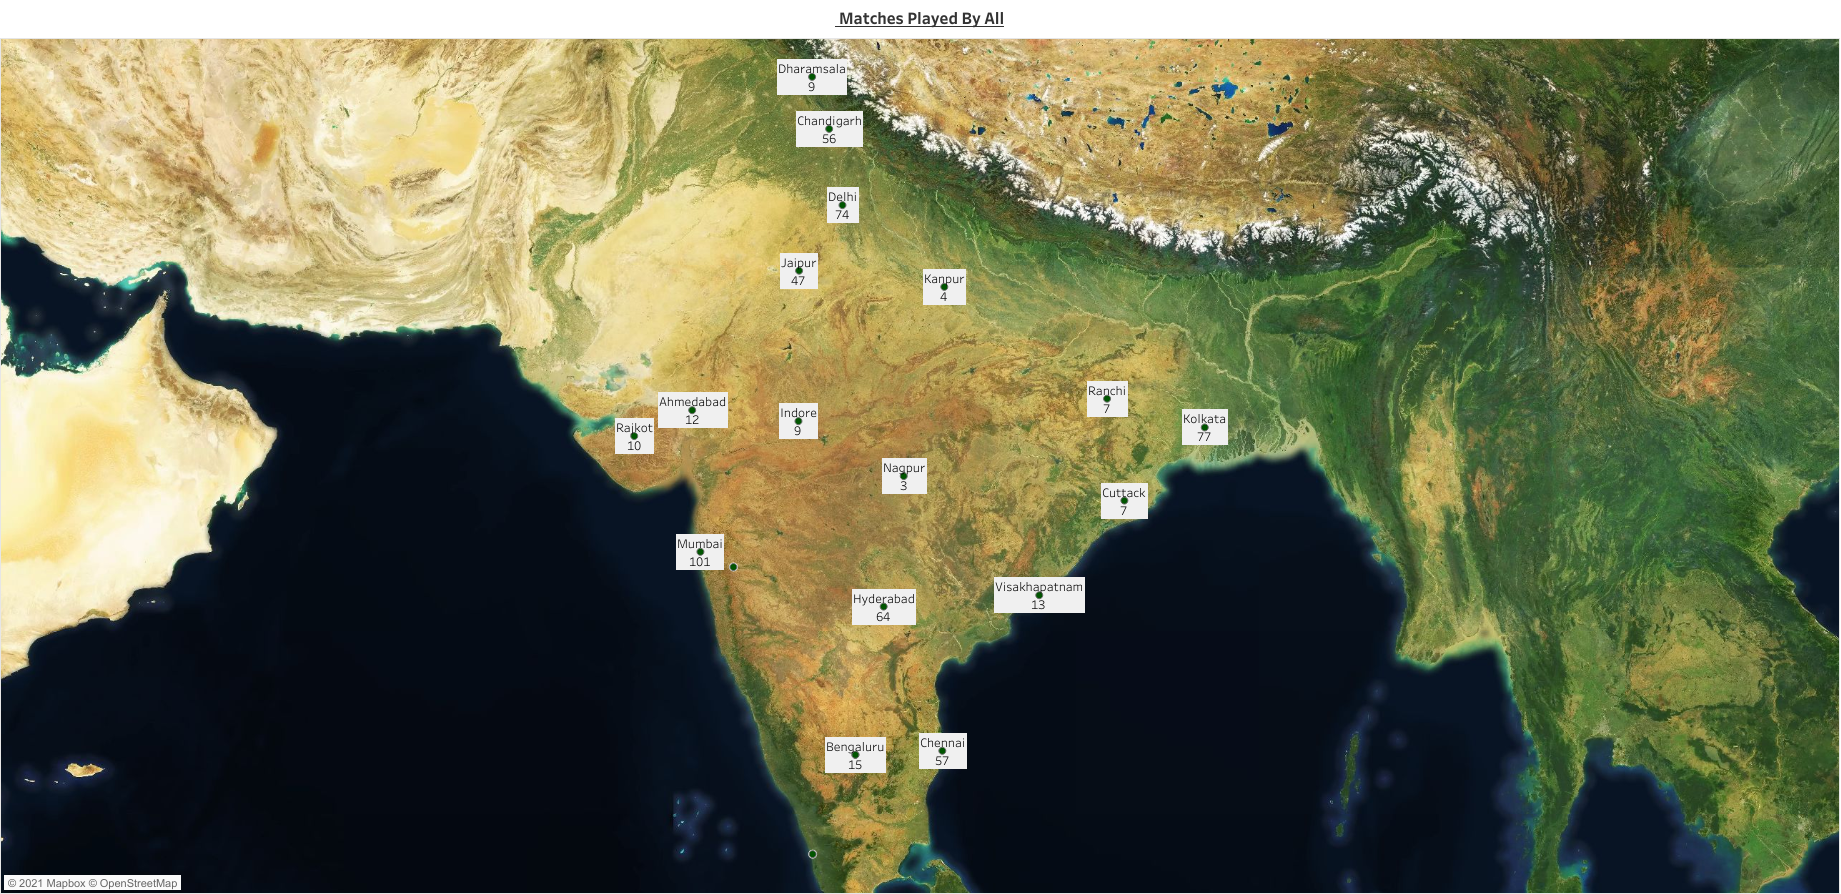 Matches Played By All
Dharamsala
9
Chandigarh
56
Delhi
74
Jaipur
47
Kanpur
4
Ranchi
7
Ahmedabad
12
Indore
9
Kolkata
77
Rajkot
10
Nagpur
3
Cuttack
7
Mumbai
101
Visakhapatnam
13
Hyderabad
64
Bengaluru
15
Chennai
57
© 2021 Mapbox © OpenStreetMap